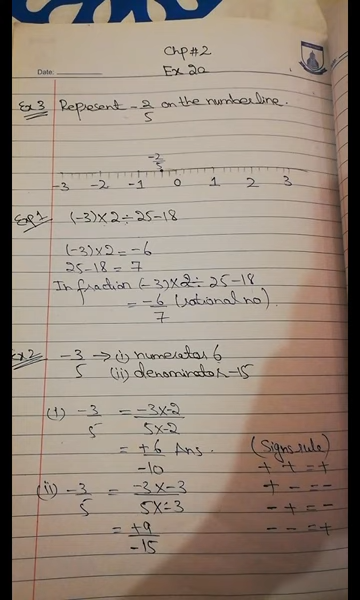 Chp#2
Date:
Ex 2a
Ex 3 Represent -2/5 on the number line.
-2/5
-3 -2 -1 0 1 2 3
Exp 1 (-3)×2÷25-18
(-3)×2=-6
25-18=7
In fraction (-3)×2÷25-18
= -6/7 (rational no).
Ex 2 -3/5 → (i) numerator 6
(ii) denominator -15
(i) -3/5 = -3×-2/5×-2
= +6/-10 Ans.
(Signs rule)
+ + = +
+ - = -
- + = -
- - = +
(ii) -3/5 = -3×-3/5×-3
= +9/-15